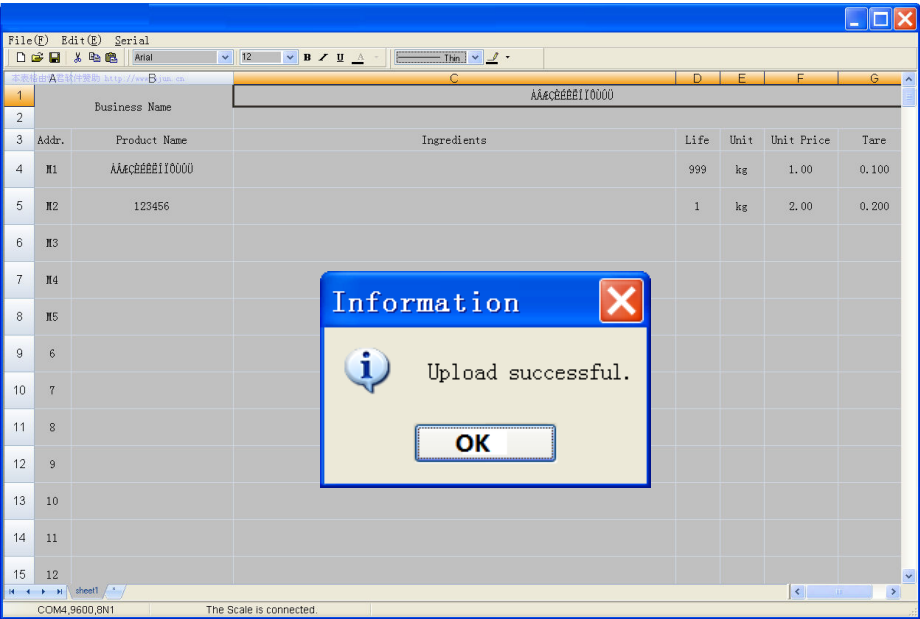 File(F) Edit(E) Serial
Arial 12 B I U A Thin
A B C D E F G
1 Business Name
2
3 Addr. Product Name Ingredients Life Unit Unit Price Tare
4 M1 999 kg 1.00 0.100
5 M2 123456 1 kg 2.00 0.200
6 M3
7 M4
8 M5
9 6
10 7
11 8
12 9
13 10
14 11
15 12
Information
Upload successful.
OK
sheet1 *
COM4,9600,8N1 The Scale is connected.